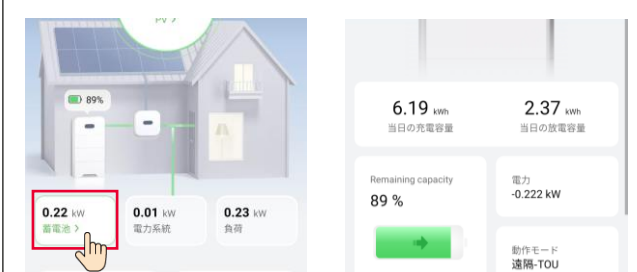 PV >
89%
0.22 kW
蓄電池 >
0.01 kW
電力系統
0.23 kW
負荷
6.19 kWh
当日の充電容量
2.37 kWh
当日の放電容量
Remaining capacity
89 %
電力
-0.222 kW
動作モード
遠隔-TOU